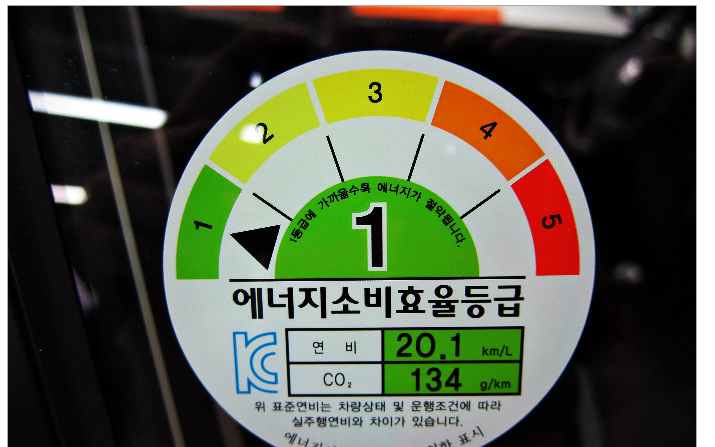 1
2
3
4
5
1등급에 가까울수록 에너지가 절약됩니다.
1
에너지소비효율등급
연 비 20.1 km/L
CO₂ 134 g/km
위 표준연비는 차량상태 및 운행조건에 따라
실주행연비와 차이가 있습니다.
표시